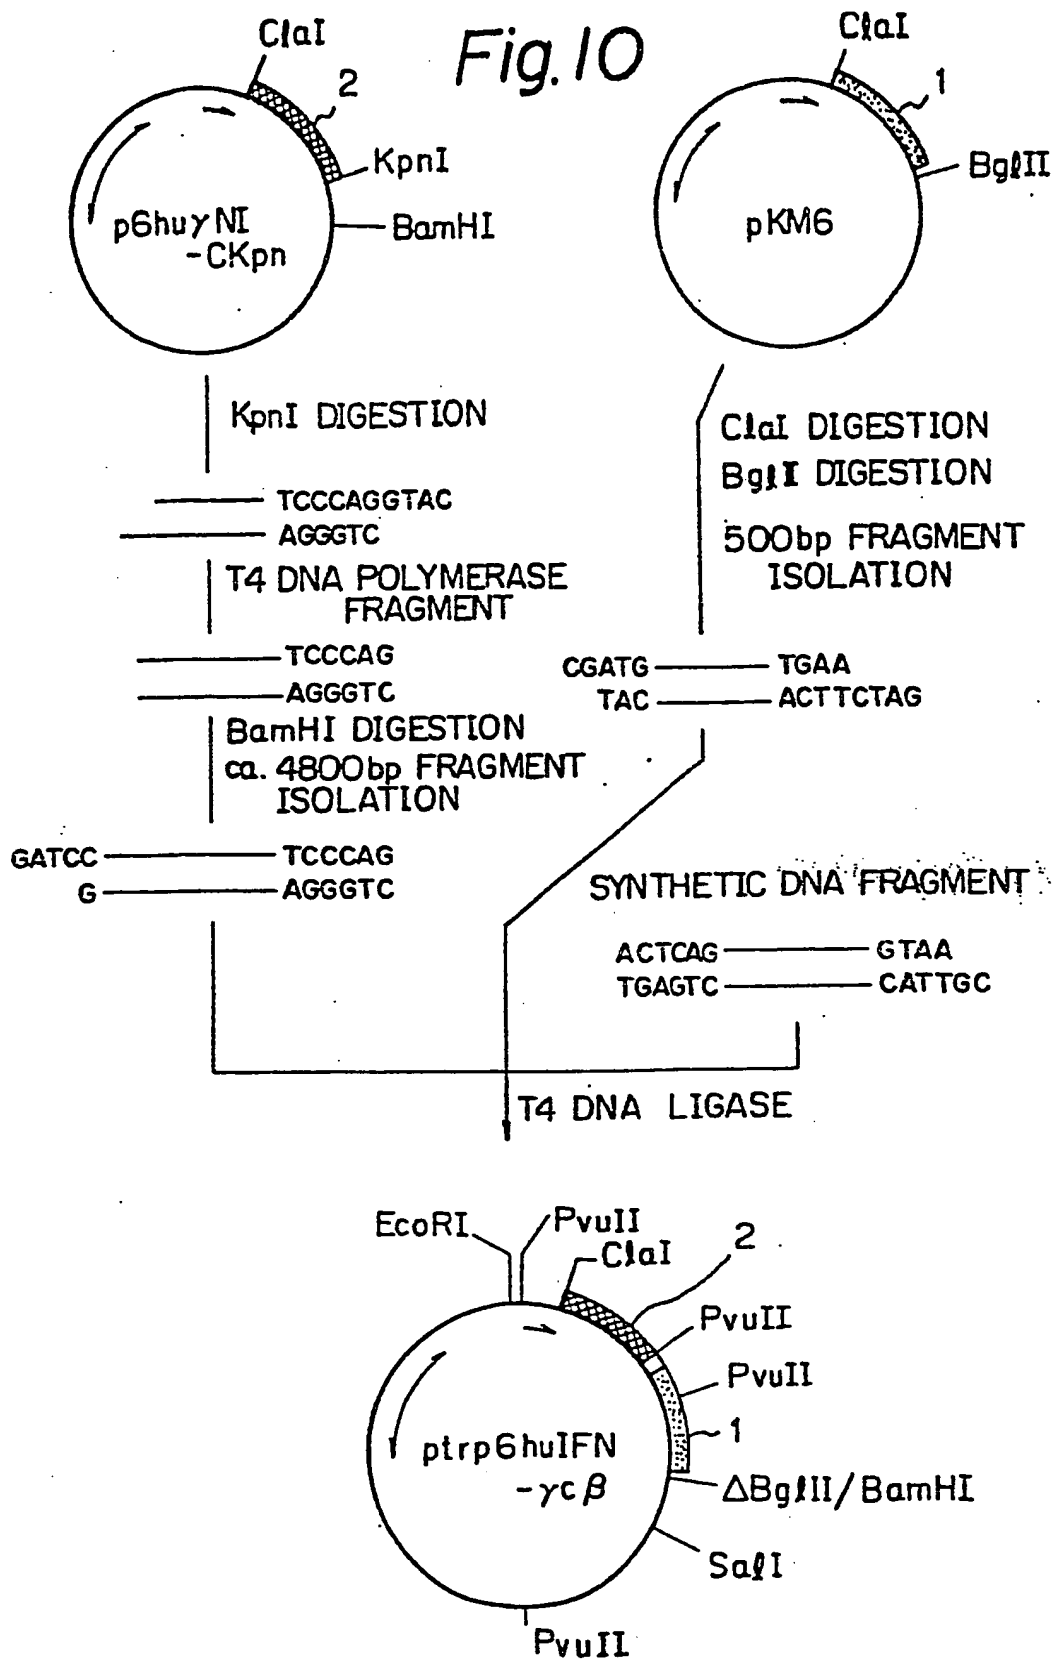 Fig.10
ClaI
2
KpnI
BamHI
p6huγNI
-CKpn
ClaI
1
BglII
pKM6
KpnI DIGESTION
TCCCAGGTAC
AGGGTC
T4 DNA POLYMERASE
FRAGMENT
TCCCAG
AGGGTC
BamHI DIGESTION
ca. 4800bp FRAGMENT
ISOLATION
GATCC TCCCAG
G AGGGTC
ClaI DIGESTION
BglI DIGESTION
500bp FRAGMENT
ISOLATION
CGATG TGAA
TAC ACTTCTAG
SYNTHETIC DNA FRAGMENT
ACTCAG GTAA
TGAGTC CATTGC
T4 DNA LIGASE
EcoRI
PvuII
ClaI
2
PvuII
PvuII
1
ptrp6huIFN
-γcβ
ΔBglII/BamHI
SalI
PvuII